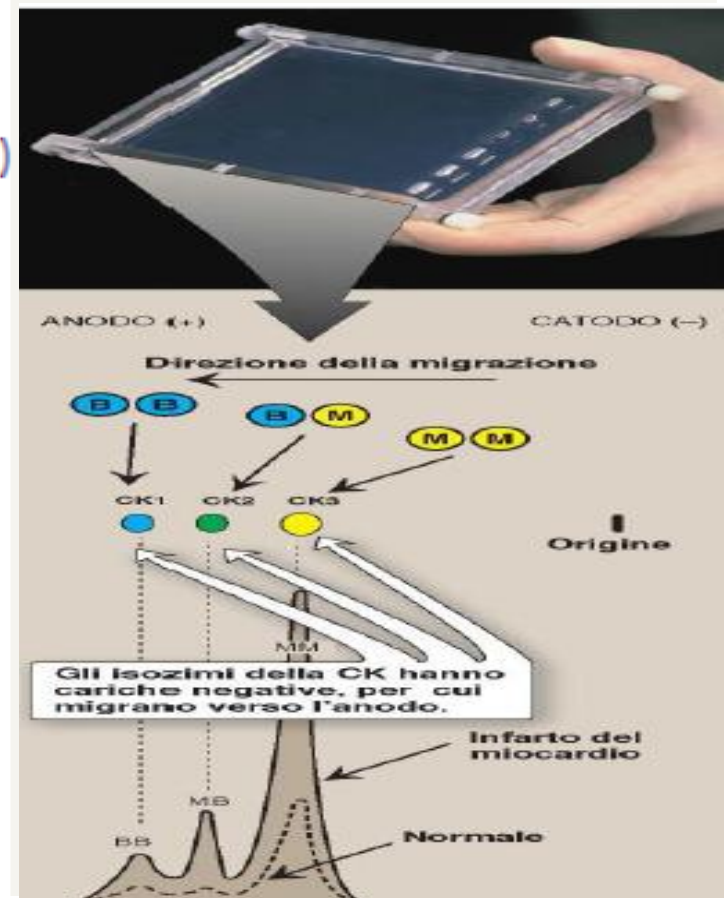 )
ANODO (+) CATODO (−)
Direzione della migrazione
B B B M M M
CK1 CK2 CK3
Origine
MM
Gli isozimi della CK hanno
cariche negative, per cui
migrano verso l'anodo.
Infarto del
miocardio
MB
Normale
BB